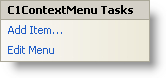 C1ContextMenu Tasks
Add Item...
Edit Menu